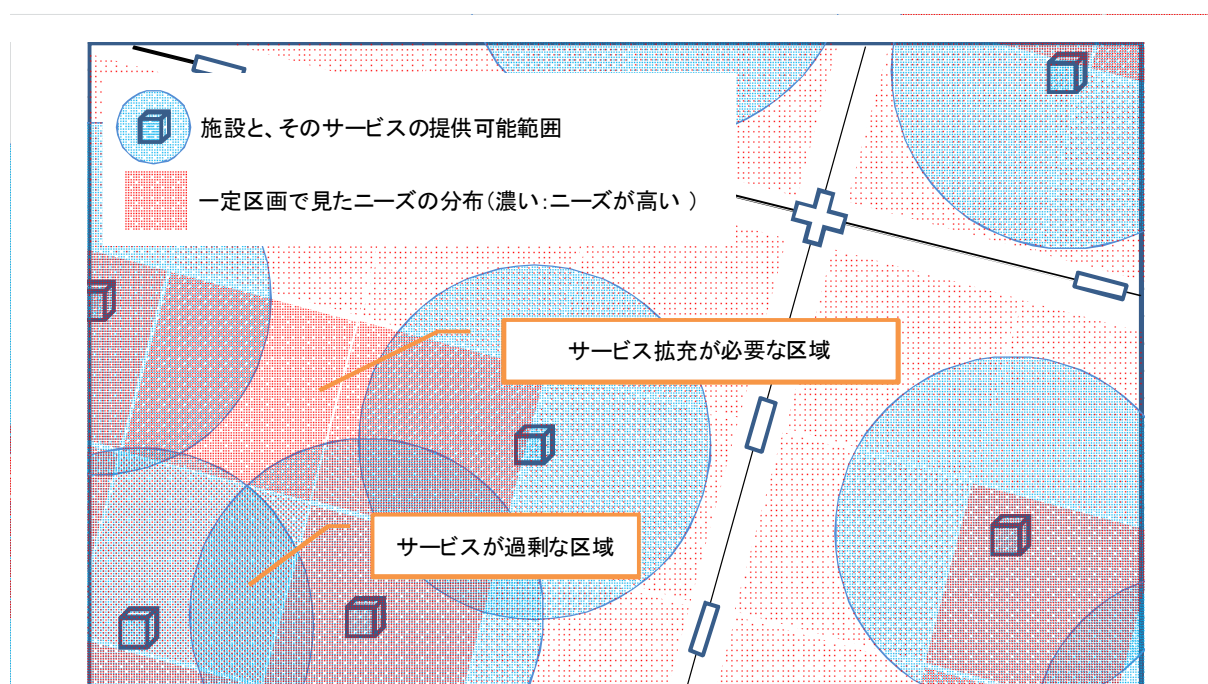 施設と、そのサービスの提供可能範囲
一定区画で見たニーズの分布（濃い：ニーズが高い ）
サービス拡充が必要な区域
サービスが過剰な区域